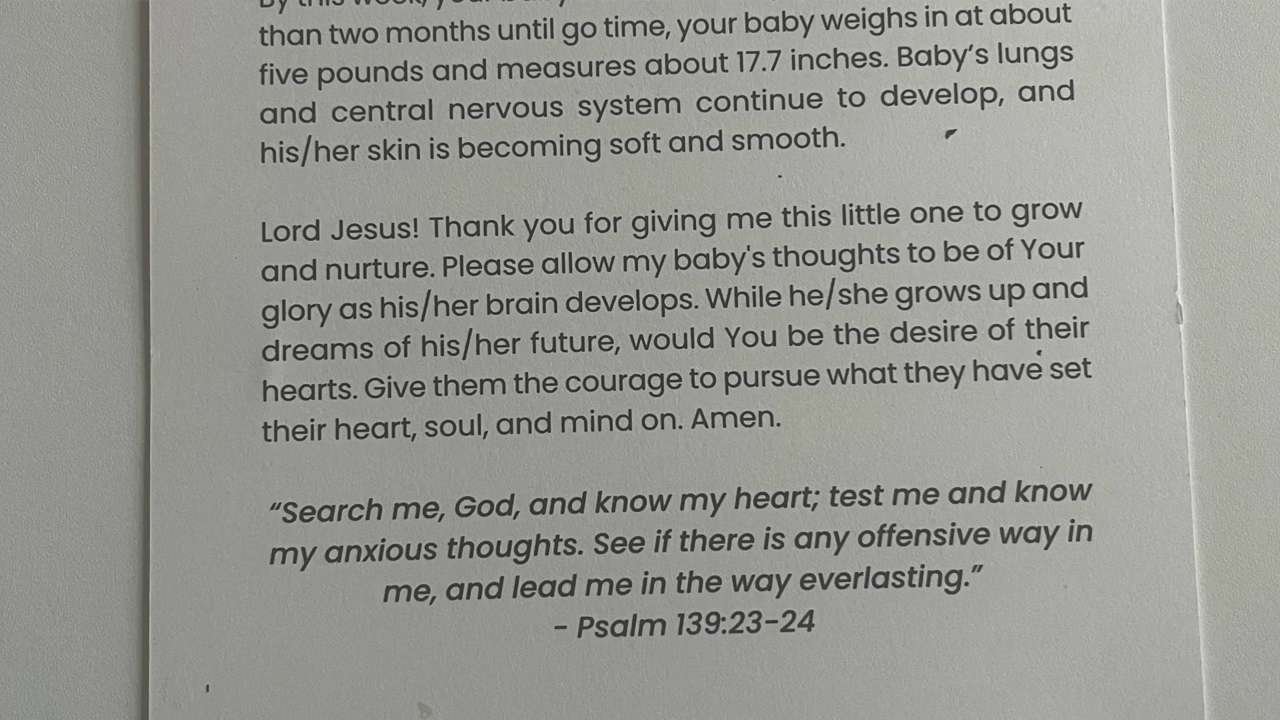 By this week, your baby
than two months until go time, your baby weighs in at about
five pounds and measures about 17.7 inches. Baby’s lungs
and central nervous system continue to develop, and
his/her skin is becoming soft and smooth.
Lord Jesus! Thank you for giving me this little one to grow
and nurture. Please allow my baby's thoughts to be of Your
glory as his/her brain develops. While he/she grows up and
dreams of his/her future, would You be the desire of their
hearts. Give them the courage to pursue what they have set
their heart, soul, and mind on. Amen.
“Search me, God, and know my heart; test me and know
my anxious thoughts. See if there is any offensive way in
me, and lead me in the way everlasting.”
- Psalm 139:23-24